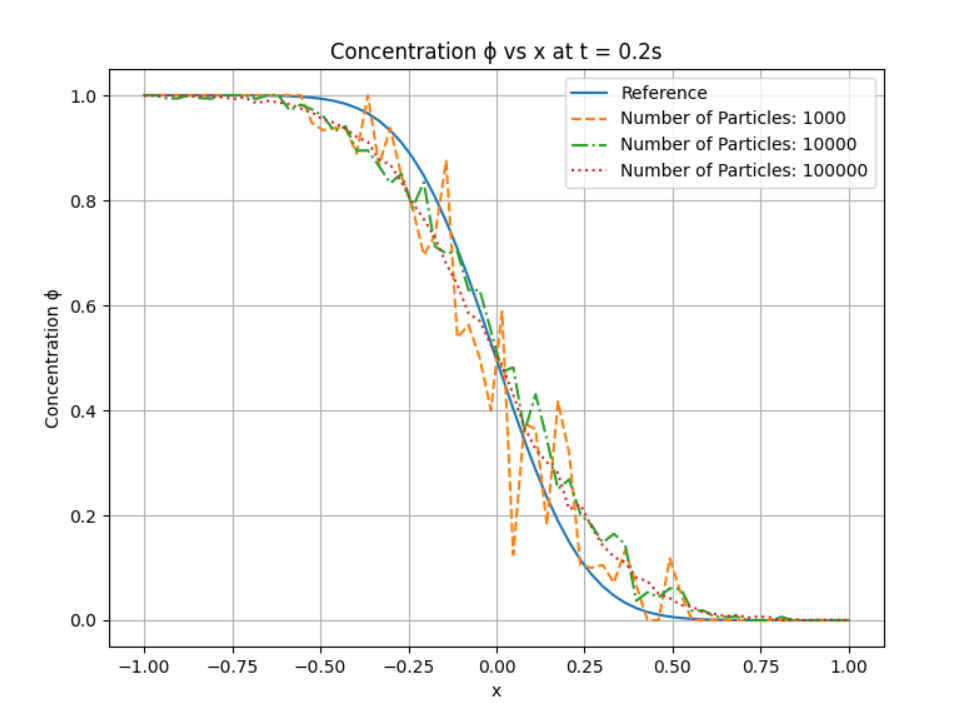 Concentration ϕ vs x at t = 0.2s
Reference
Number of Particles: 1000
Number of Particles: 10000
Number of Particles: 100000
Concentration ϕ
1.0
0.8
0.6
0.4
0.2
0.0
−1.00 −0.75 −0.50 −0.25 0.00 0.25 0.50 0.75 1.00
x